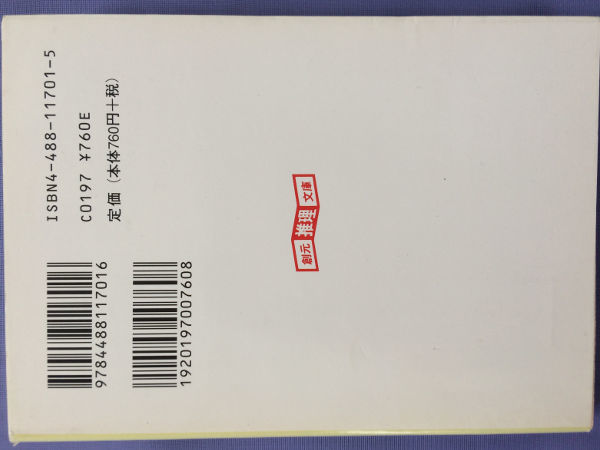 ISBN4-488-11701-5
C0197 ¥760E
定価(本体760円+税)
9784488117016
1920197007608
創元
推理
文庫